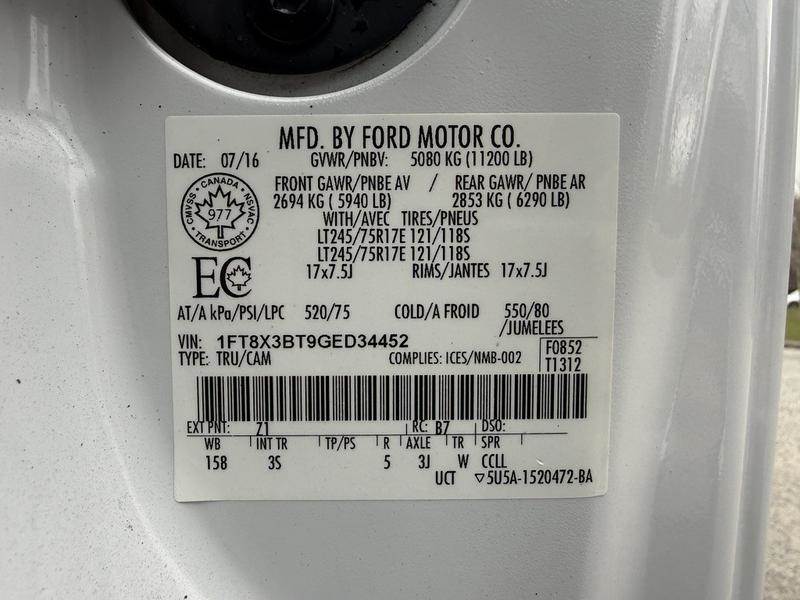 MFD. BY FORD MOTOR CO.
DATE: 07/16 GVWR/PNBV: 5080 KG (11200 LB)
FRONT GAWR/PNBE AV / REAR GAWR/ PNBE AR
2694 KG ( 5940 LB) 2853 KG ( 6290 LB)
WITH/AVEC TIRES/PNEUS
LT245/75R17E 121/118S
LT245/75R17E 121/118S
17x7.5J RIMS/JANTES 17x7.5J
CANADA
CMVSS - NSVAC
977
TRANSPORT
EC
AT/A kPa/PSI/LPC 520/75 COLD/A FROID 550/80
/JUMELEES
VIN: 1FT8X3BT9GED34452
TYPE: TRU/CAM COMPLIES: ICES/NMB-002
F0852
T1312
EXT PNT: Z1 RC: B7 DSO:
WB INT TR TP/PS R AXLE TR SPR
158 3S 5 3J W CCLL
UCT ▽5U5A-1520472-BA